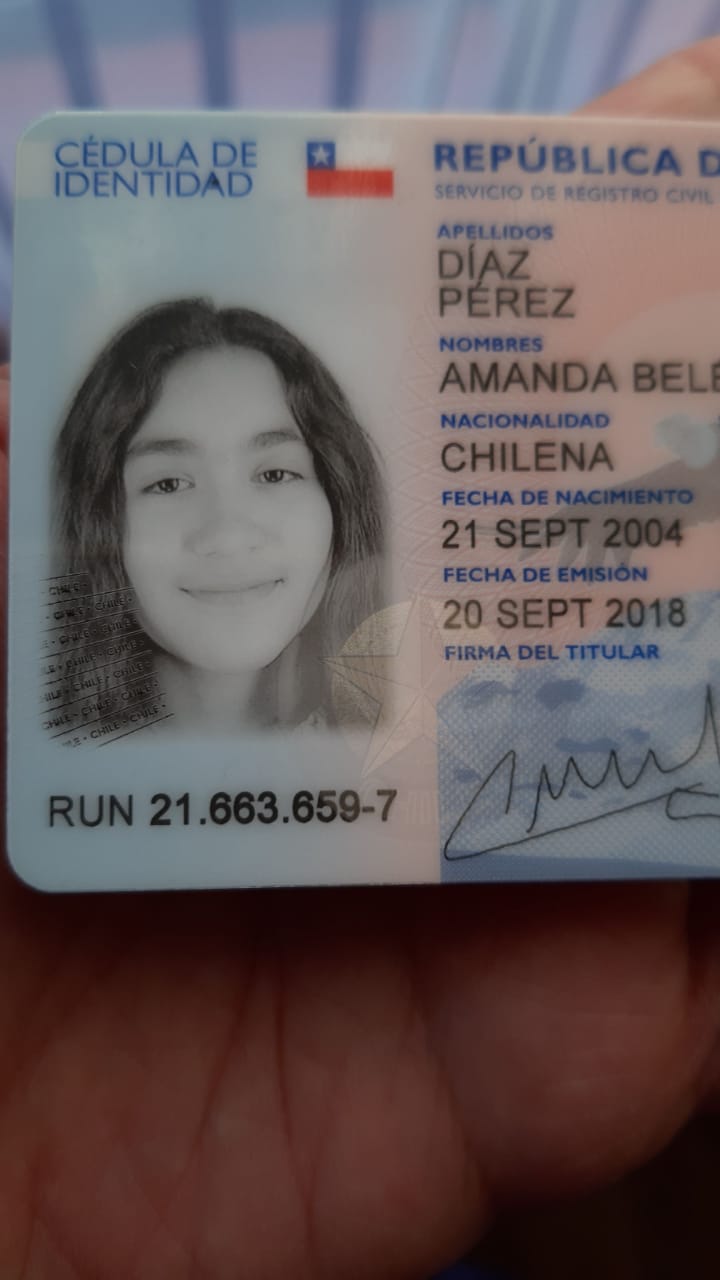 CÉDULA DE
IDENTIDAD
REPÚBLICA D
SERVICIO DE REGISTRO CIVIL
APELLIDOS
DÍAZ
PÉREZ
NOMBRES
AMANDA BELÉ
NACIONALIDAD
CHILENA
FECHA DE NACIMIENTO
21 SEPT 2004
FECHA DE EMISIÓN
20 SEPT 2018
FIRMA DEL TITULAR
CHILE
CHILE • CHILE •
CHILE • CHILE •
CHILE • CHILE •
CHILE • CHILE •
CHILE • CHILE • CHILE •
CHILE • CHILE •
RUN 21.663.659-7